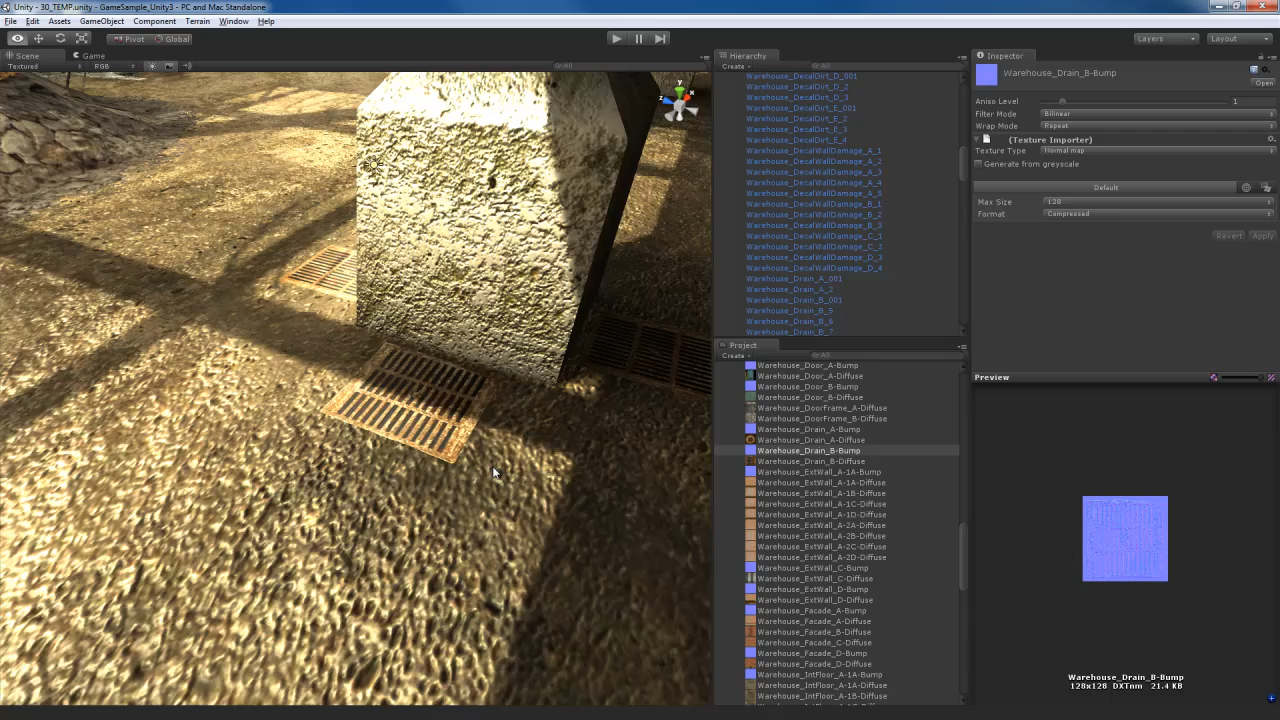 Unity - 30_TEMP.unity - GameSample_Unity3 - PC and Mac Standalone
File Edit Assets GameObject Component Terrain Window Help
Pivot Global Layers Layout
Scene Game
Textured RGB All
y
x
z
Hierarchy
Create All
Warehouse_DecalDirt_D_001
Warehouse_DecalDirt_D_2
Warehouse_DecalDirt_D_3
Warehouse_DecalDirt_E_001
Warehouse_DecalDirt_E_2
Warehouse_DecalDirt_E_3
Warehouse_DecalDirt_E_4
Warehouse_DecalWallDamage_A_1
Warehouse_DecalWallDamage_A_2
Warehouse_DecalWallDamage_A_3
Warehouse_DecalWallDamage_A_4
Warehouse_DecalWallDamage_A_5
Warehouse_DecalWallDamage_B_1
Warehouse_DecalWallDamage_B_2
Warehouse_DecalWallDamage_B_3
Warehouse_DecalWallDamage_C_1
Warehouse_DecalWallDamage_C_2
Warehouse_DecalWallDamage_D_3
Warehouse_DecalWallDamage_D_4
Warehouse_Drain_A_001
Warehouse_Drain_A_2
Warehouse_Drain_B_001
Warehouse_Drain_B_5
Warehouse_Drain_B_6
Warehouse_Drain_B_7
Project
Create All
Warehouse_Door_A-Bump
Warehouse_Door_A-Diffuse
Warehouse_Door_B-Bump
Warehouse_Door_B-Diffuse
Warehouse_DoorFrame_A-Diffuse
Warehouse_DoorFrame_B-Diffuse
Warehouse_Drain_A-Bump
Warehouse_Drain_A-Diffuse
Warehouse_Drain_B-Bump
Warehouse_Drain_B-Diffuse
Warehouse_ExtWall_A-1A-Bump
Warehouse_ExtWall_A-1A-Diffuse
Warehouse_ExtWall_A-1B-Diffuse
Warehouse_ExtWall_A-1C-Diffuse
Warehouse_ExtWall_A-1D-Diffuse
Warehouse_ExtWall_A-2A-Diffuse
Warehouse_ExtWall_A-2B-Diffuse
Warehouse_ExtWall_A-2C-Diffuse
Warehouse_ExtWall_A-2D-Diffuse
Warehouse_ExtWall_C-Bump
Warehouse_ExtWall_C-Diffuse
Warehouse_ExtWall_D-Bump
Warehouse_ExtWall_D-Diffuse
Warehouse_Facade_A-Bump
Warehouse_Facade_A-Diffuse
Warehouse_Facade_B-Diffuse
Warehouse_Facade_C-Diffuse
Warehouse_Facade_D-Bump
Warehouse_Facade_D-Diffuse
Warehouse_IntFloor_A-1A-Bump
Warehouse_IntFloor_A-1A-Diffuse
Warehouse_IntFloor_A-1B-Diffuse
Inspector
Warehouse_Drain_B-Bump
Open
Aniso Level 1
Filter Mode Bilinear
Wrap Mode Repeat
(Texture Importer)
Texture Type Normal map
Generate from greyscale
Default
Max Size 128
Format Compressed
Revert Apply
Preview
Warehouse_Drain_B-Bump
128x128 DXTnm 21.4 KB